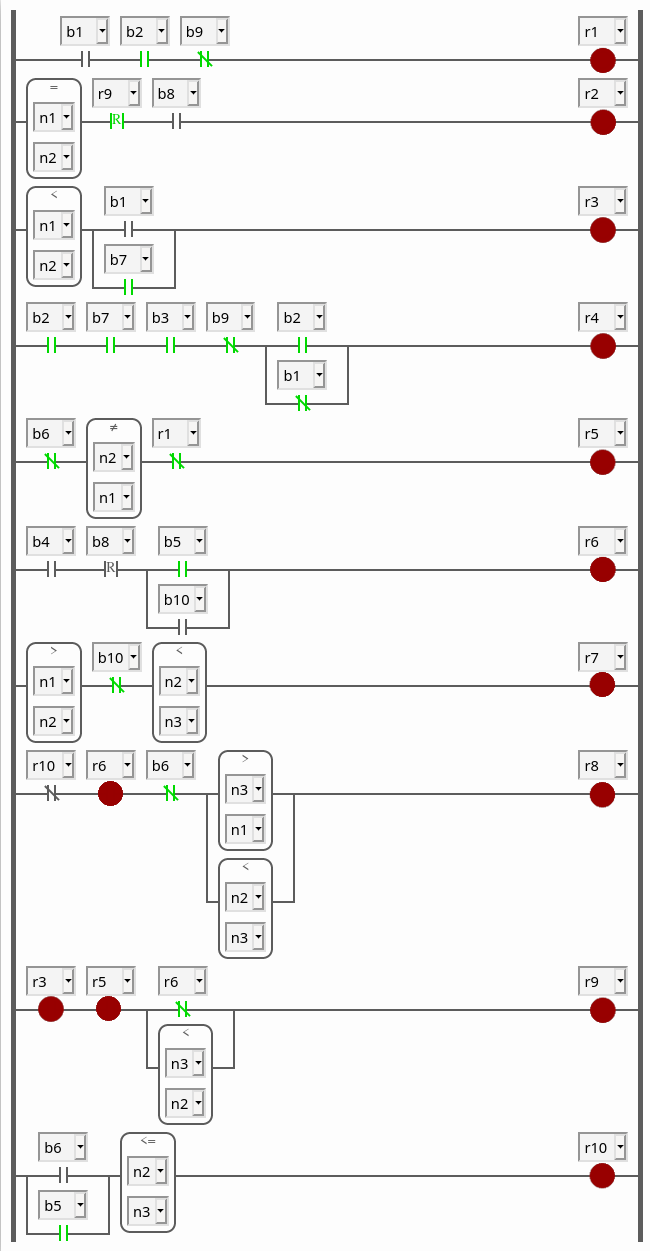 b1 b2 b9 r1
=
r9 b8 r2
n1
R
n2
<
b1 r3
n1
b7
n2
b2 b7 b3 b9 b2 r4
b1
b6 ≠ r1 r5
n2
n1
b4 b8 b5 r6
R
b10
> b10 < r7
n1 n2
n2 n3
r10 r6 b6 > r8
n3
n1
<
n2
n3
r3 r5 r6 r9
<
n3
n2
b6 <= r10
n2
b5 n3